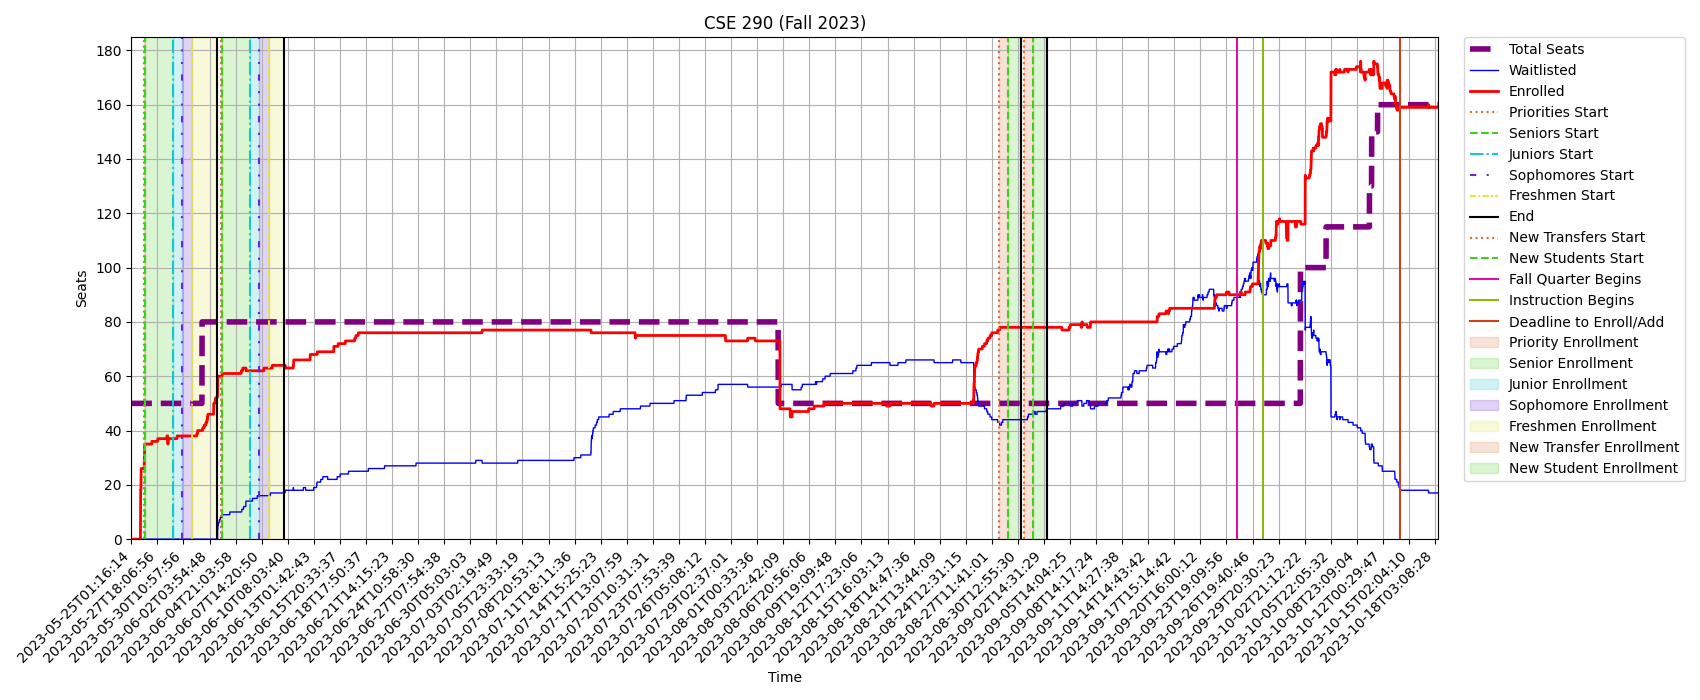 CSE 290 (Fall 2023)
Seats
180
160
140
120
100
80
60
40
20
0
2023-05-25T01:16:14
2023-05-27T18:06:56
2023-05-30T10:57:56
2023-06-02T03:54:48
2023-06-04T21:03:58
2023-06-07T14:20:50
2023-06-10T08:03:40
2023-06-13T01:42:43
2023-06-15T20:33:37
2023-06-18T17:50:37
2023-06-21T14:15:23
2023-06-24T10:58:30
2023-06-27T07:54:38
2023-06-30T05:03:03
2023-07-03T02:19:49
2023-07-05T23:33:19
2023-07-08T20:53:13
2023-07-11T18:11:36
2023-07-14T15:25:23
2023-07-17T13:07:59
2023-07-20T10:31:31
2023-07-23T07:53:39
2023-07-26T05:08:12
2023-07-29T02:37:01
2023-08-01T00:33:36
2023-08-03T22:42:09
2023-08-06T20:56:06
2023-08-09T19:09:48
2023-08-12T17:23:06
2023-08-15T16:03:13
2023-08-18T14:47:36
2023-08-21T13:44:09
2023-08-24T12:31:15
2023-08-27T11:41:01
2023-08-30T12:55:30
2023-09-02T14:31:29
2023-09-05T14:04:25
2023-09-08T14:17:24
2023-09-11T14:27:38
2023-09-14T14:43:42
2023-09-17T15:14:42
2023-09-20T16:00:12
2023-09-23T19:09:56
2023-09-26T19:40:46
2023-09-29T20:30:23
2023-10-02T21:12:22
2023-10-05T22:05:32
2023-10-08T23:09:04
2023-10-12T00:29:47
2023-10-15T02:04:10
2023-10-18T03:08:28
Time
Total Seats
Waitlisted
Enrolled
Priorities Start
Seniors Start
Juniors Start
Sophomores Start
Freshmen Start
End
New Transfers Start
New Students Start
Fall Quarter Begins
Instruction Begins
Deadline to Enroll/Add
Priority Enrollment
Senior Enrollment
Junior Enrollment
Sophomore Enrollment
Freshmen Enrollment
New Transfer Enrollment
New Student Enrollment